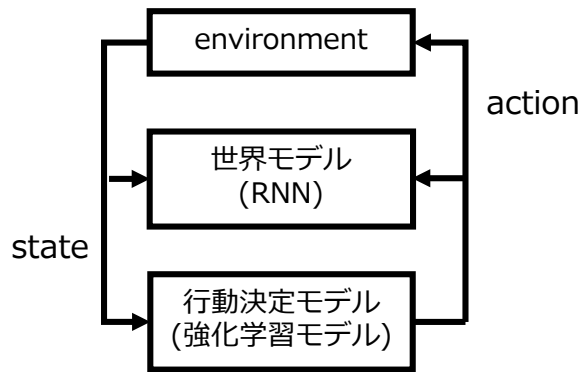 environment
action
世界モデル
(RNN)
state
行動決定モデル
(強化学習モデル)